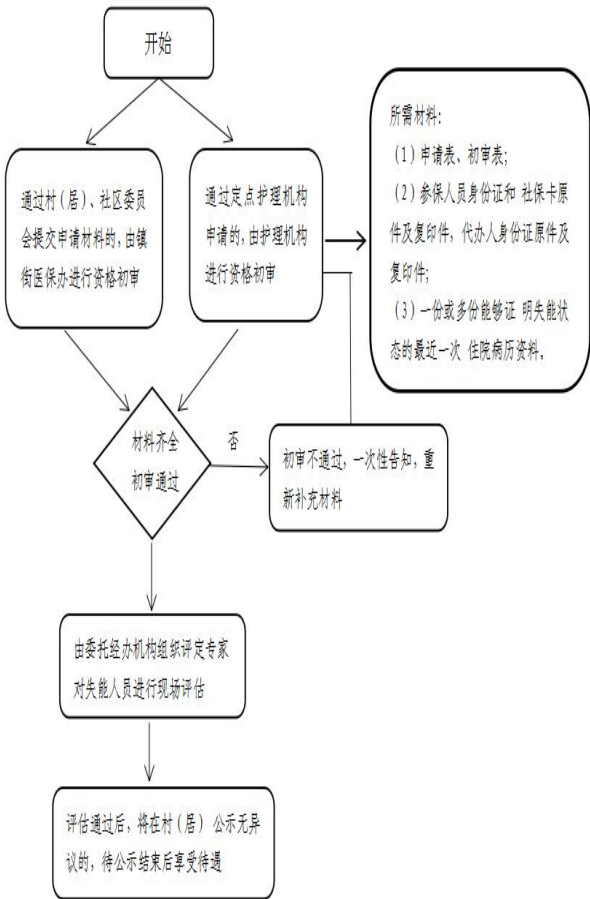 开始
通过村(居)、社区委员
会提交申请材料的,由镇
街医保办进行资格初审
通过定点护理机构
申请的,由护理机构
进行资格初审
所需材料:
(1)申请表、初审表;
(2)参保人员身份证和 社保卡原
件及复印件,代办人身份证原件及
复印件;
(3)一份或多份能够证 明失能状
态的最近一次 住院病历资料。
材料齐全
初审通过
否
初审不通过,一次性告知,重
新补充材料
由委托经办机构组织评定专家
对失能人员进行现场评估
评估通过后,将在村(居) 公示无异
议的,待公示结束后享受待遇